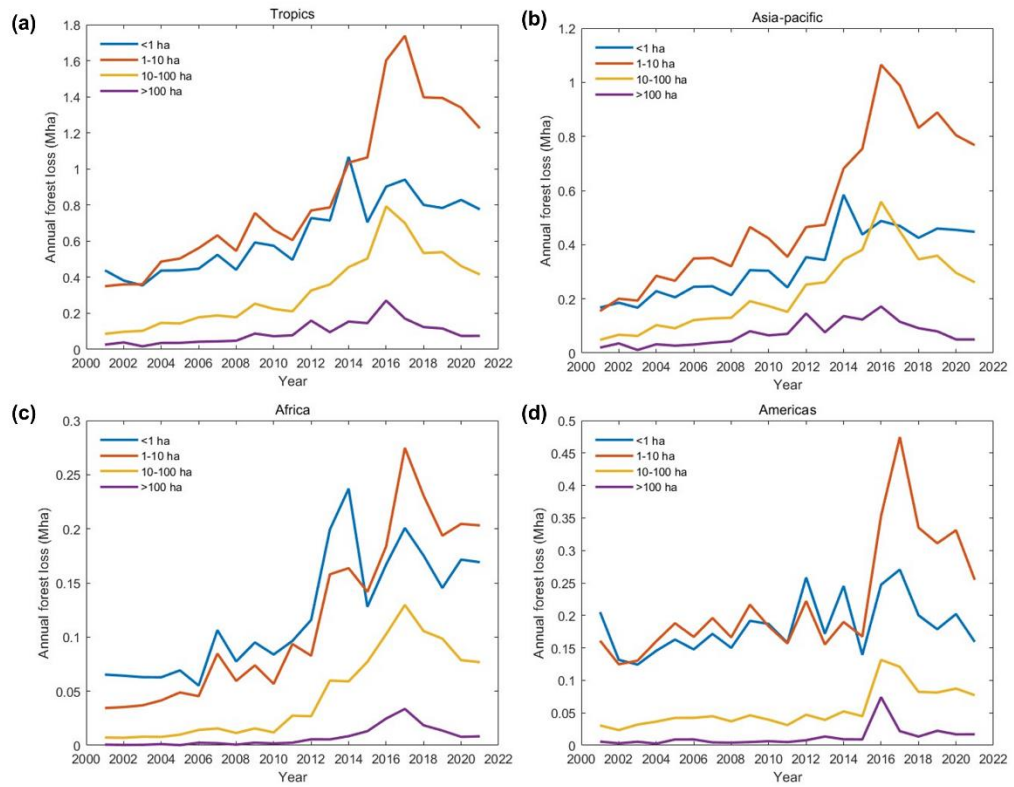 (a)
Tropics
<1 ha
1-10 ha
10-100 ha
>100 ha
Annual forest loss (Mha)
1.8
1.6
1.4
1.2
1
0.8
0.6
0.4
0.2
0
2000 2002 2004 2006 2008 2010 2012 2014 2016 2018 2020 2022
Year
(b)
Asia-pacific
<1 ha
1-10 ha
10-100 ha
>100 ha
Annual forest loss (Mha)
1.2
1
0.8
0.6
0.4
0.2
0
2000 2002 2004 2006 2008 2010 2012 2014 2016 2018 2020 2022
Year
(c)
Africa
<1 ha
1-10 ha
10-100 ha
>100 ha
Annual forest loss (Mha)
0.3
0.25
0.2
0.15
0.1
0.05
0
2000 2002 2004 2006 2008 2010 2012 2014 2016 2018 2020 2022
Year
(d)
Americas
<1 ha
1-10 ha
10-100 ha
>100 ha
Annual forest loss (Mha)
0.5
0.45
0.4
0.35
0.3
0.25
0.2
0.15
0.1
0.05
0
2000 2002 2004 2006 2008 2010 2012 2014 2016 2018 2020 2022
Year